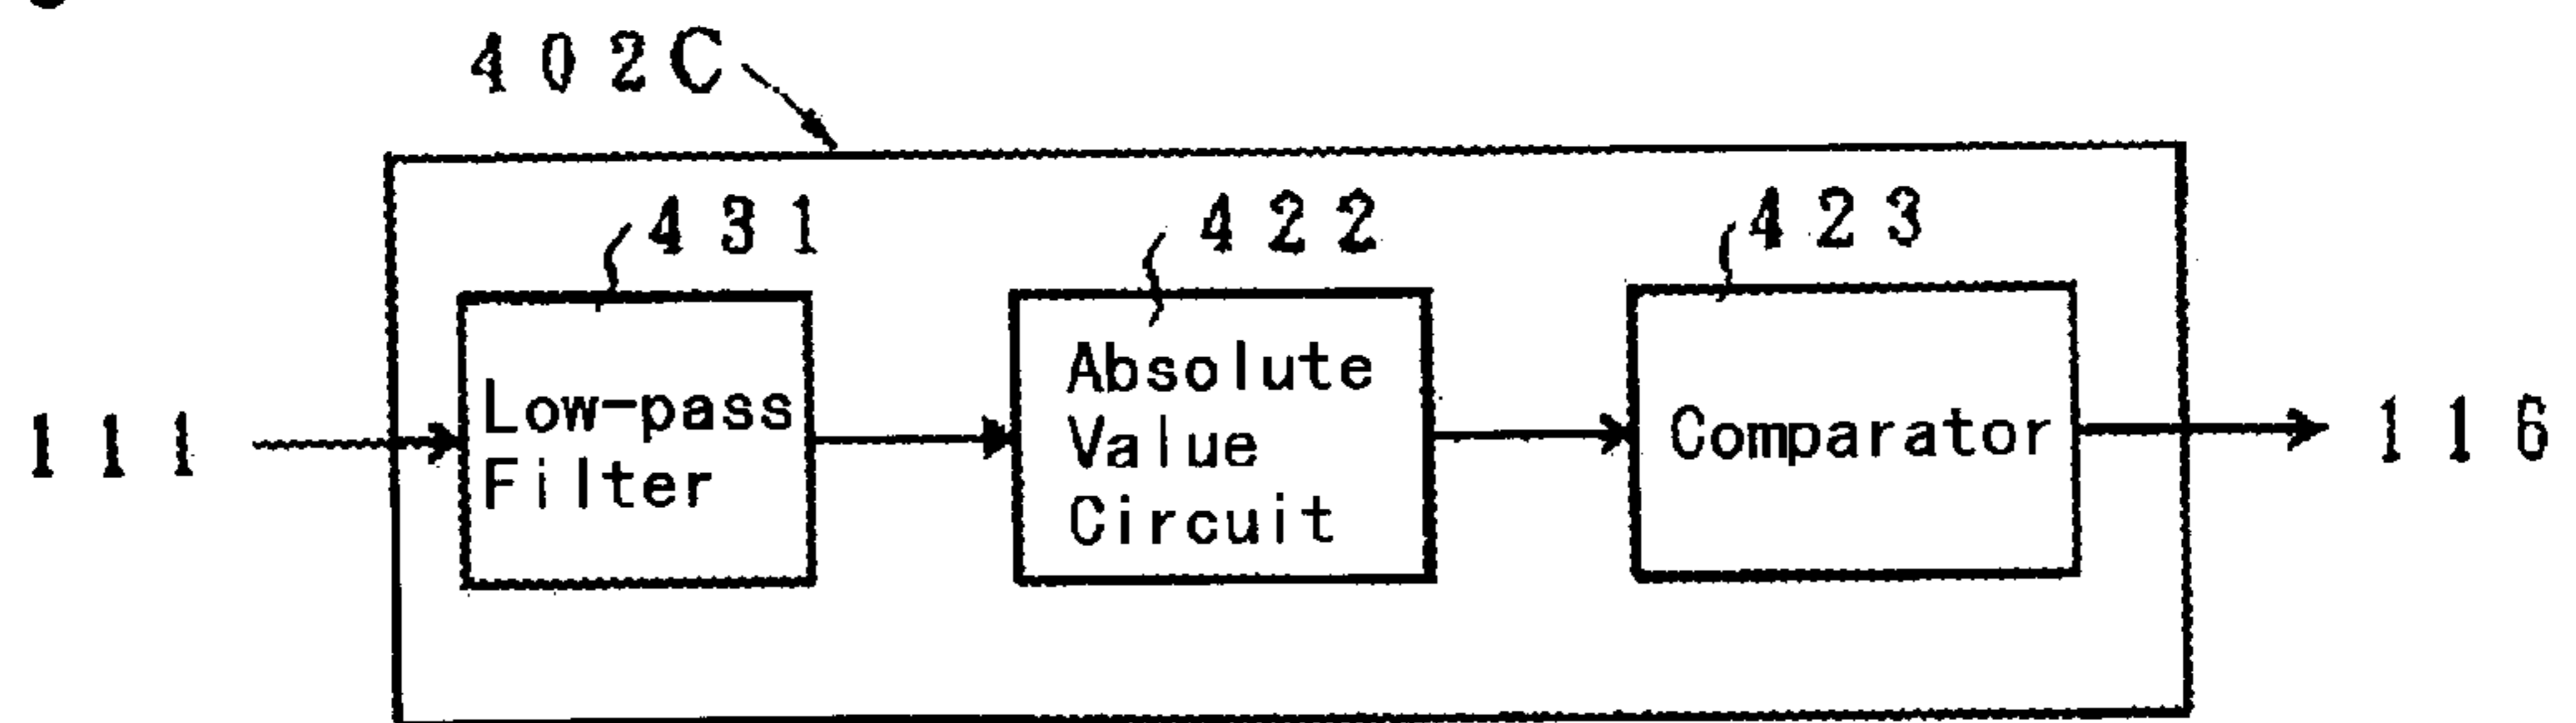 402C
431
422
423
111
Low-pass
Filter
Absolute
Value
Circuit
Comparator
116